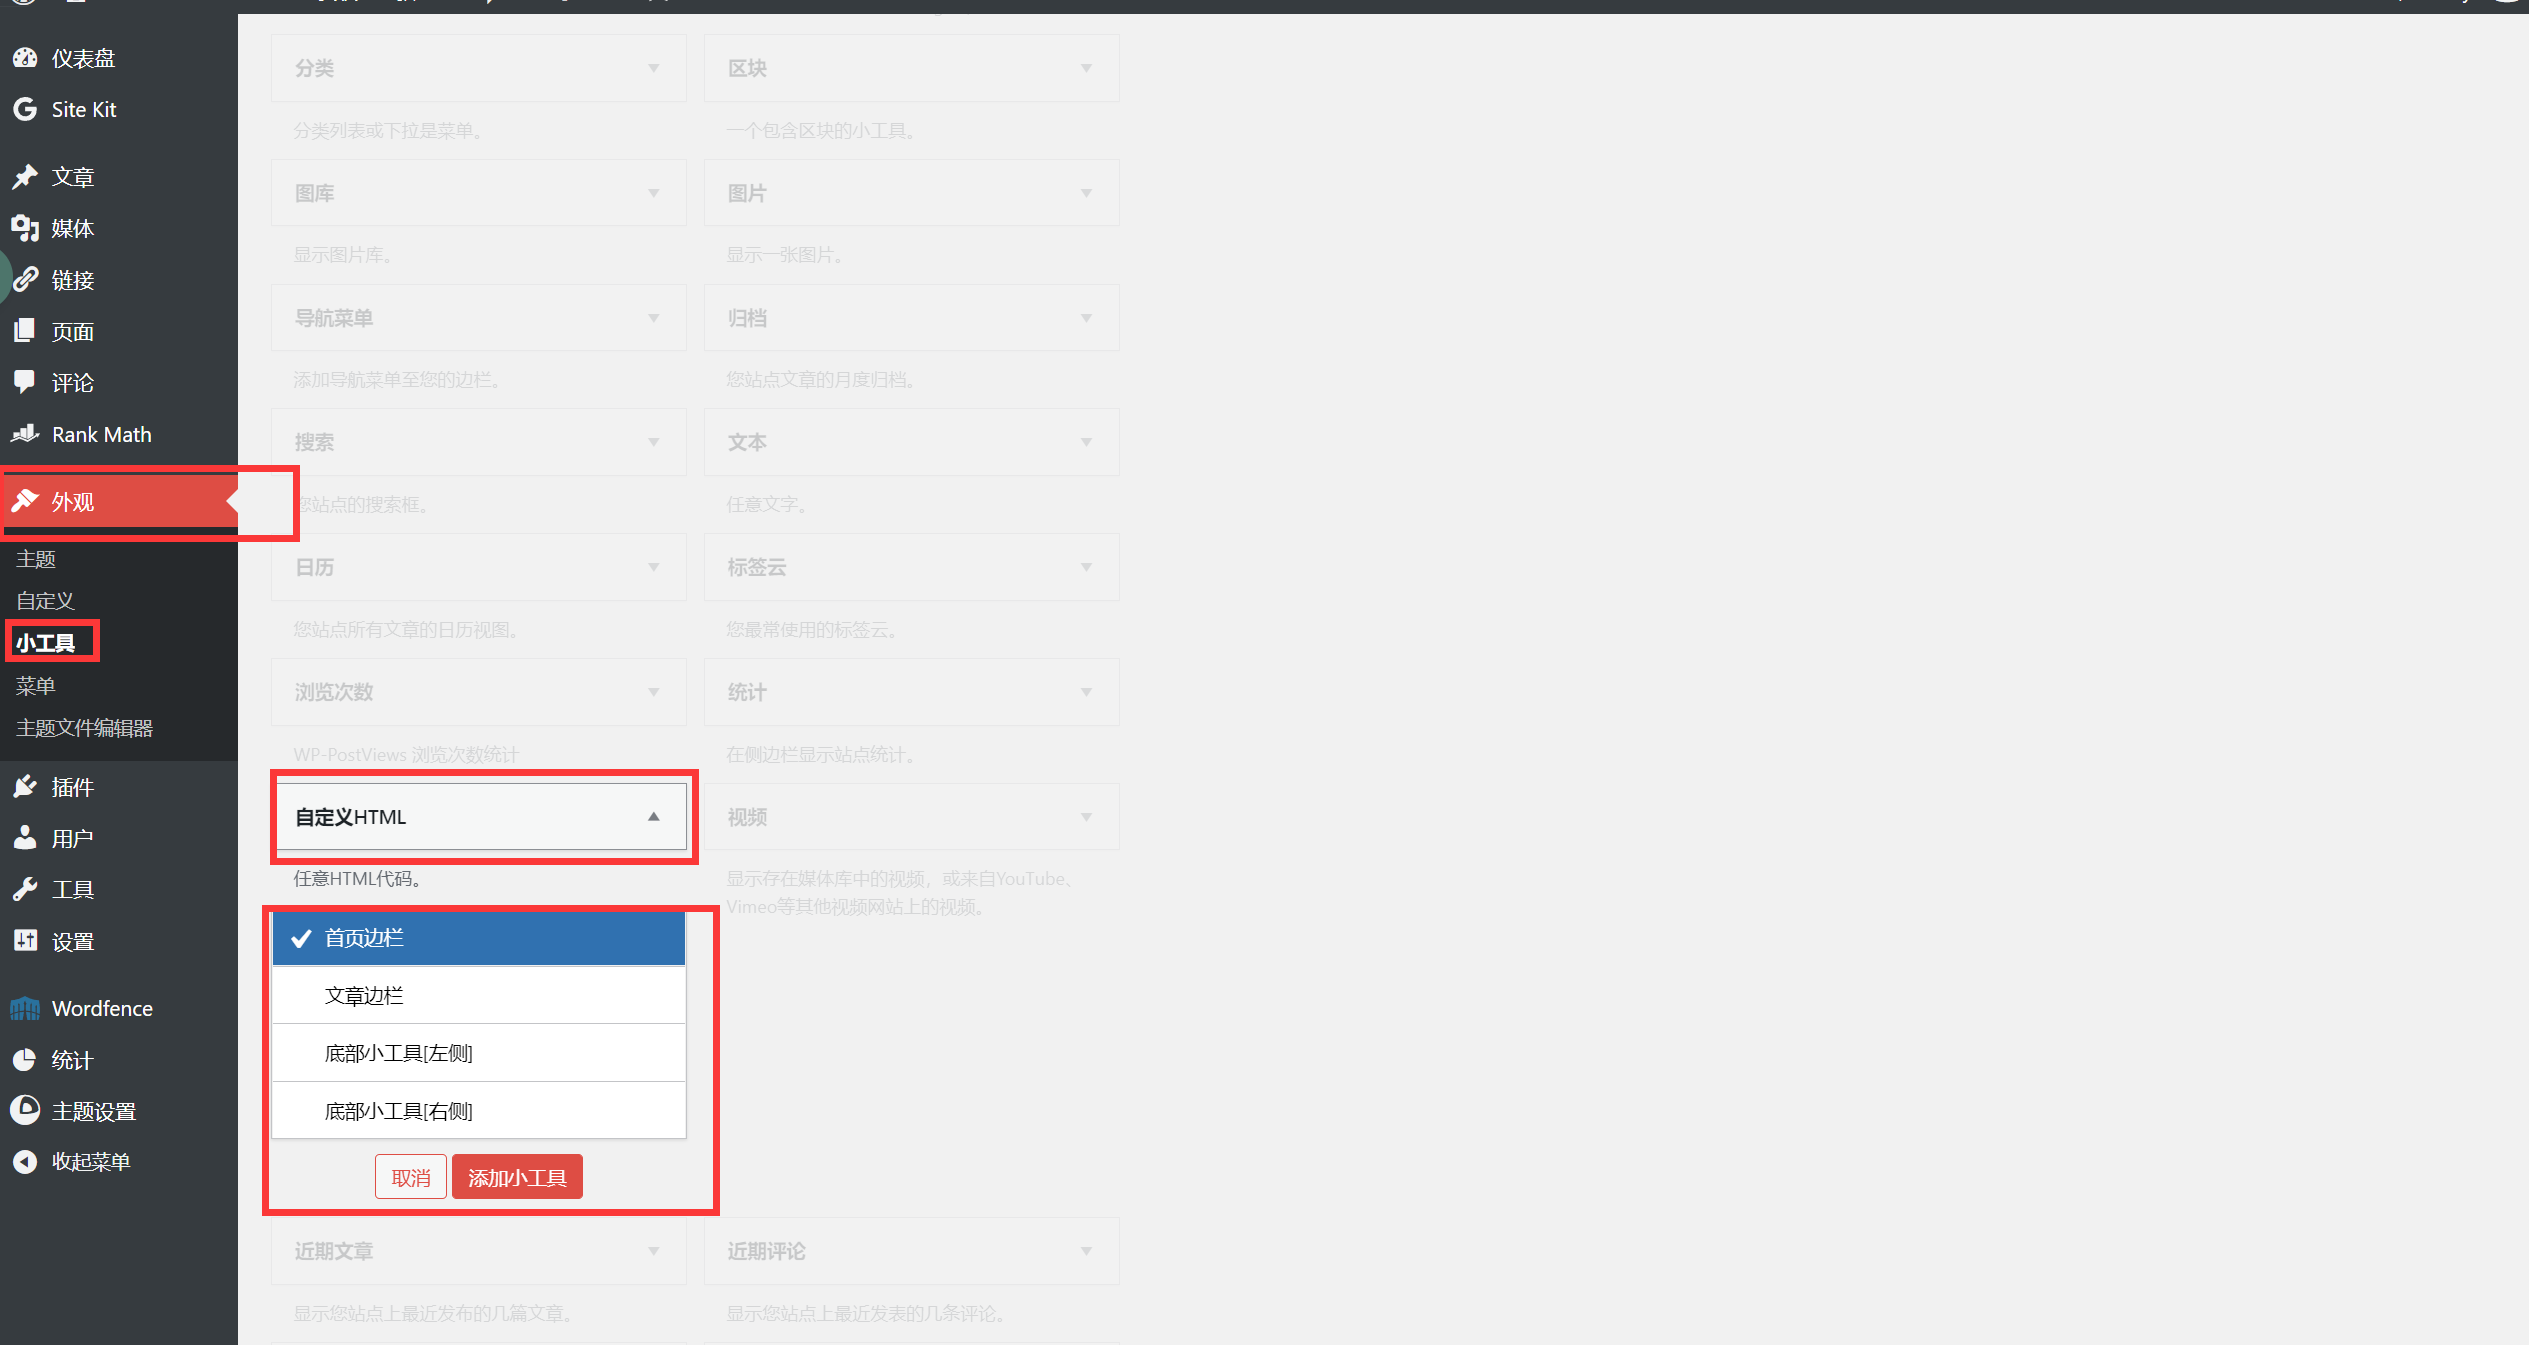 仪表盘
Site Kit
文章
媒体
链接
页面
评论
Rank Math
外观
主题
自定义
小工具
菜单
主题文件编辑器
插件
用户
工具
设置
Wordfence
统计
主题设置
收起菜单
分类
区块
分类列表或下拉是菜单。
一个包含区块的小工具。
图库
图片
显示图片库。
显示一张图片。
导航菜单
归档
添加导航菜单至您的边栏。
您站点文章的月度归档。
搜索
文本
您站点的搜索框。
任意文字。
日历
标签云
您站点所有文章的日历视图。
您最常使用的标签云。
浏览次数
统计
WP-PostViews 浏览次数统计
在侧边栏显示站点统计。
自定义HTML
视频
任意HTML代码。
显示存在媒体库中的视频，或来自YouTube、
Vimeo等其他视频网站上的视频。
首页边栏
文章边栏
底部小工具[左侧]
底部小工具[右侧]
取消
添加小工具
近期文章
近期评论
显示您站点上最近发布的几篇文章。
显示您站点上最近发表的几条评论。